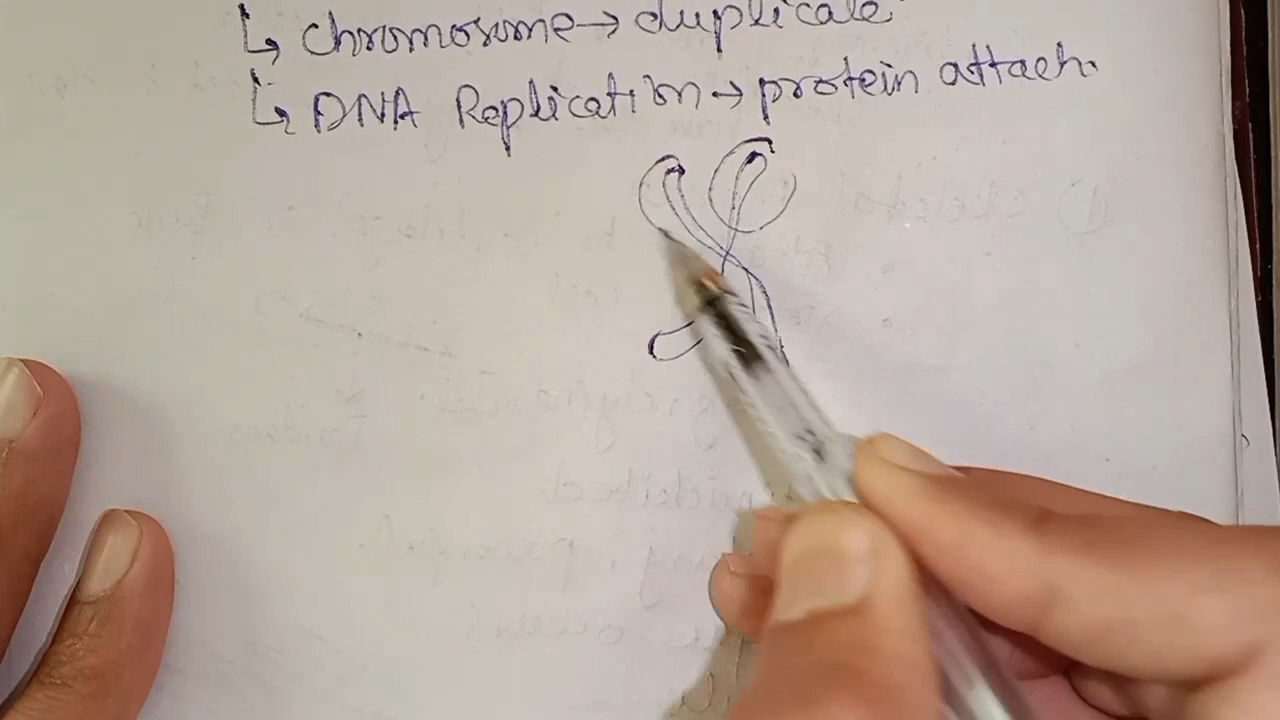 ↳ chromosome → duplicate
↳ DNA Replication → protein attach.